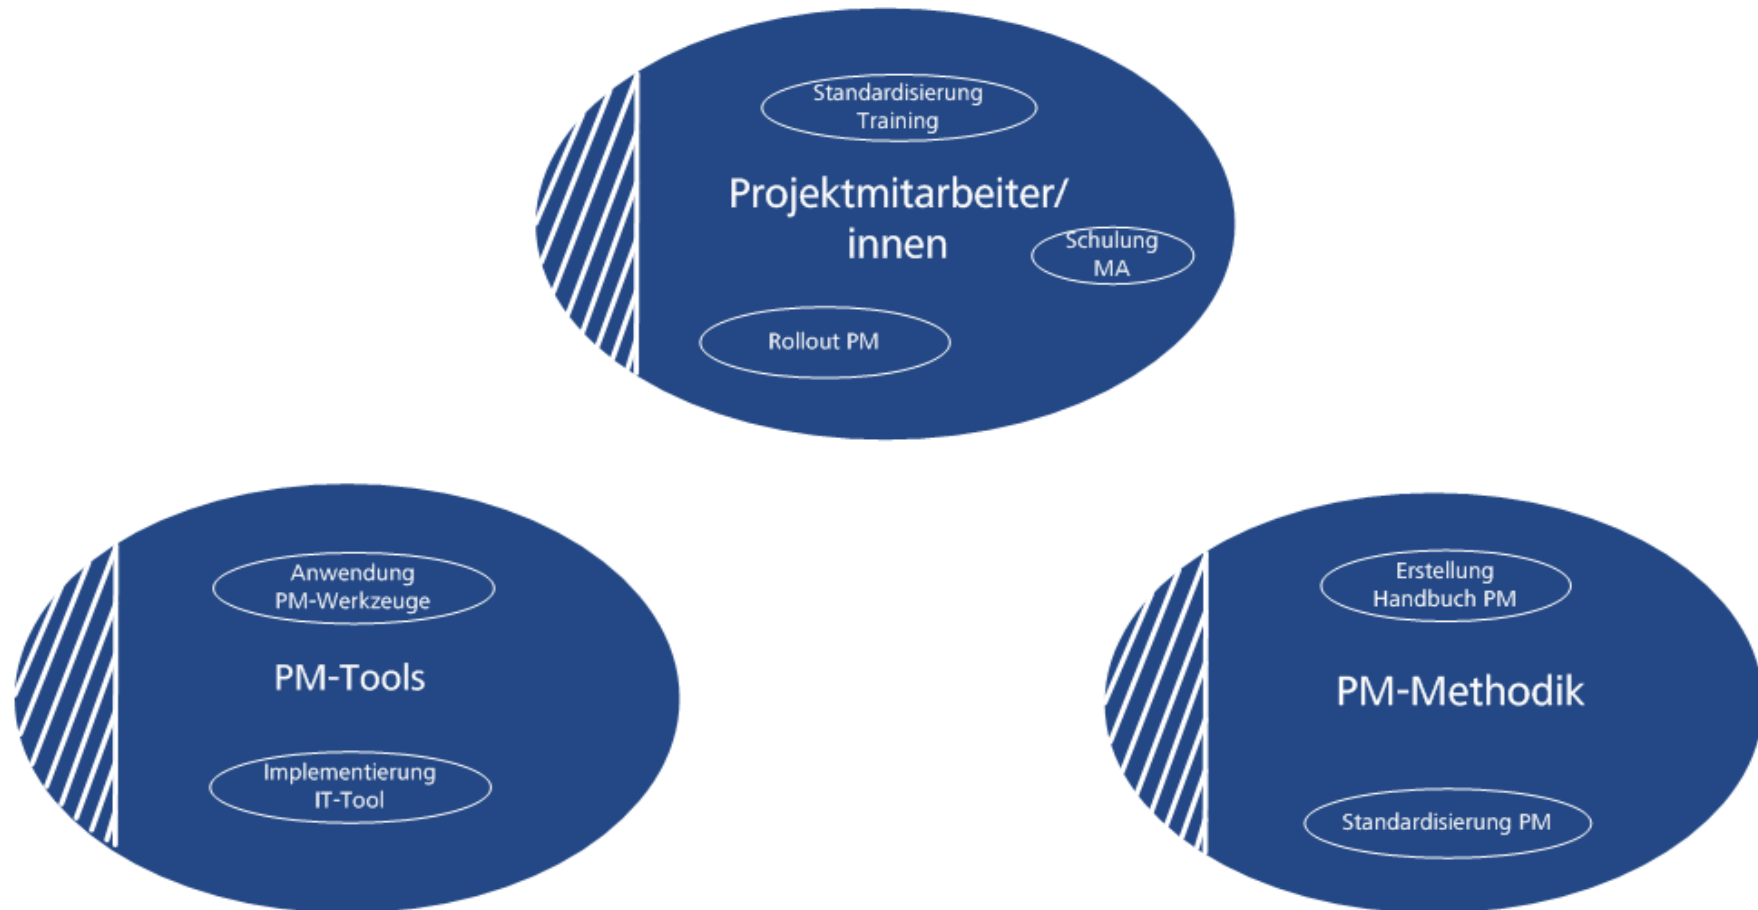 Standardisierung
Training
Projektmitarbeiter/
innen
Schulung
MA
Rollout PM
Anwendung
PM-Werkzeuge
PM-Tools
Implementierung
IT-Tool
Erstellung
Handbuch PM
PM-Methodik
Standardisierung PM